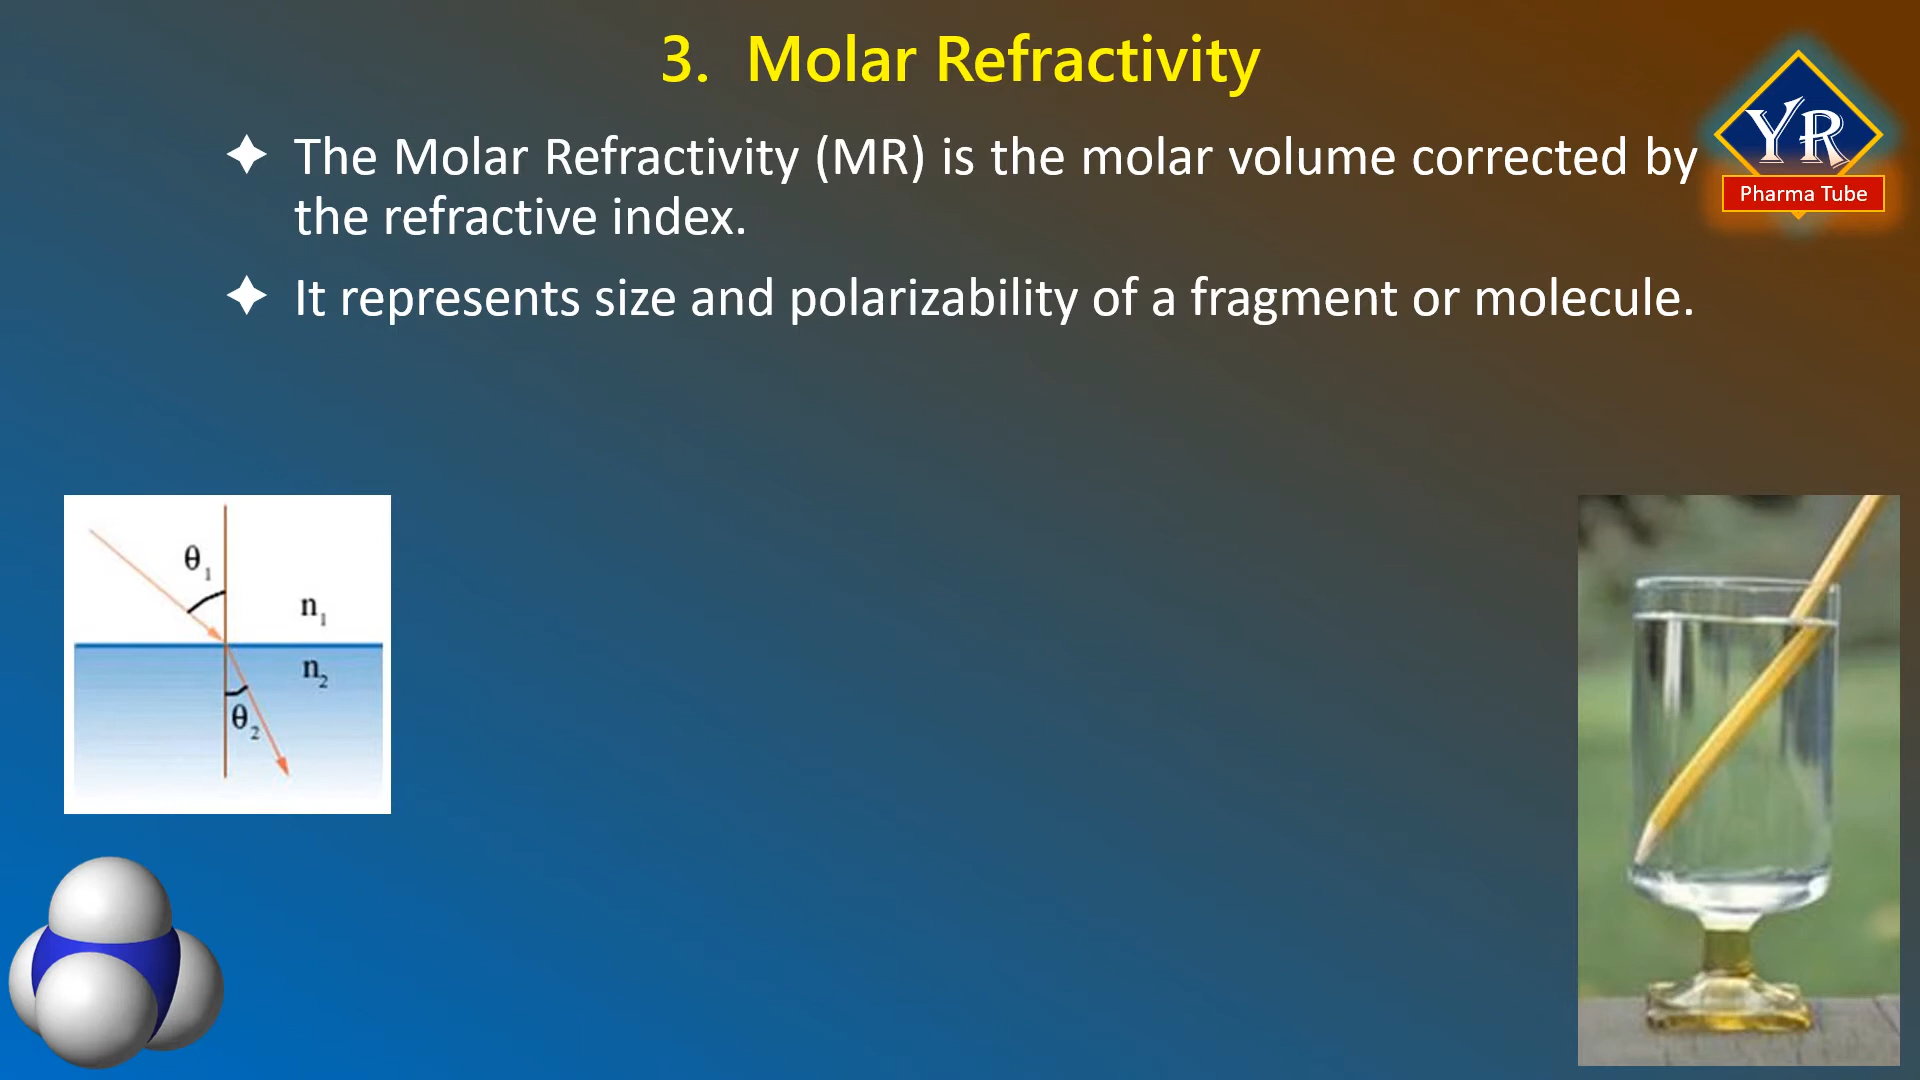 3. Molar Refractivity
The Molar Refractivity (MR) is the molar volume corrected by
the refractive index.
It represents size and polarizability of a fragment or molecule.
YR
Pharma Tube
θ1
n1
n2
θ2